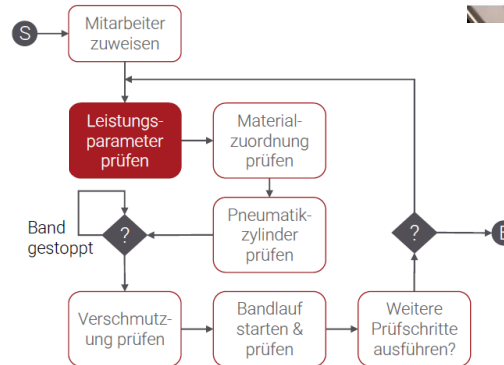 S
Mitarbeiter
zuweisen
Leistungs-
parameter
prüfen
Material-
zuordnung
prüfen
Band
gestoppt
?
Pneumatik-
zylinder
prüfen
?
E
Verschmutz-
ung prüfen
Bandlauf
starten &
prüfen
Weitere
Prüfschritte
ausführen?